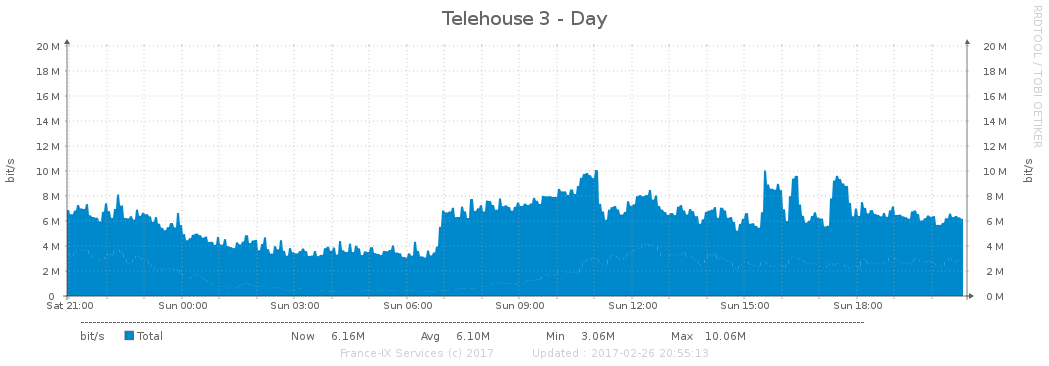 Telehouse 3 - Day
RRDTOOL / TOBI OETIKER
bit/s
bit/s
20 M 20 M
18 M 18 M
16 M 16 M
14 M 14 M
12 M 12 M
10 M 10 M
8 M 8 M
6 M 6 M
4 M 4 M
2 M 2 M
0 0 M
Sat 21:00 Sun 00:00 Sun 03:00 Sun 06:00 Sun 09:00 Sun 12:00 Sun 15:00 Sun 18:00
bit/s Total Now 6.16M Avg 6.10M Min 3.06M Max 10.06M
France-IX Services (c) 2017 Updated : 2017-02-26 20:55:13